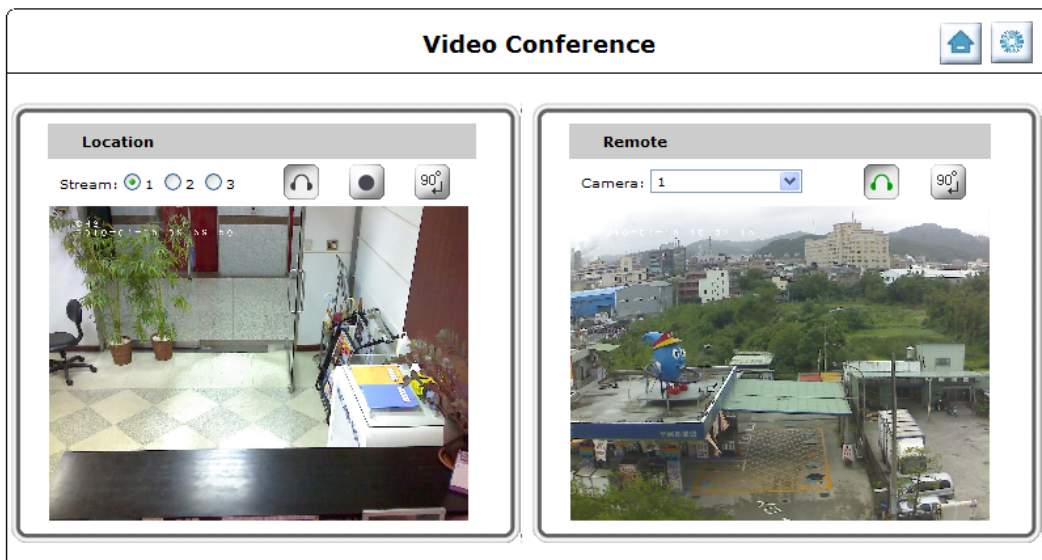 Video Conference
Location
Stream: 1 2 3
90°
Remote
Camera: 1
90°